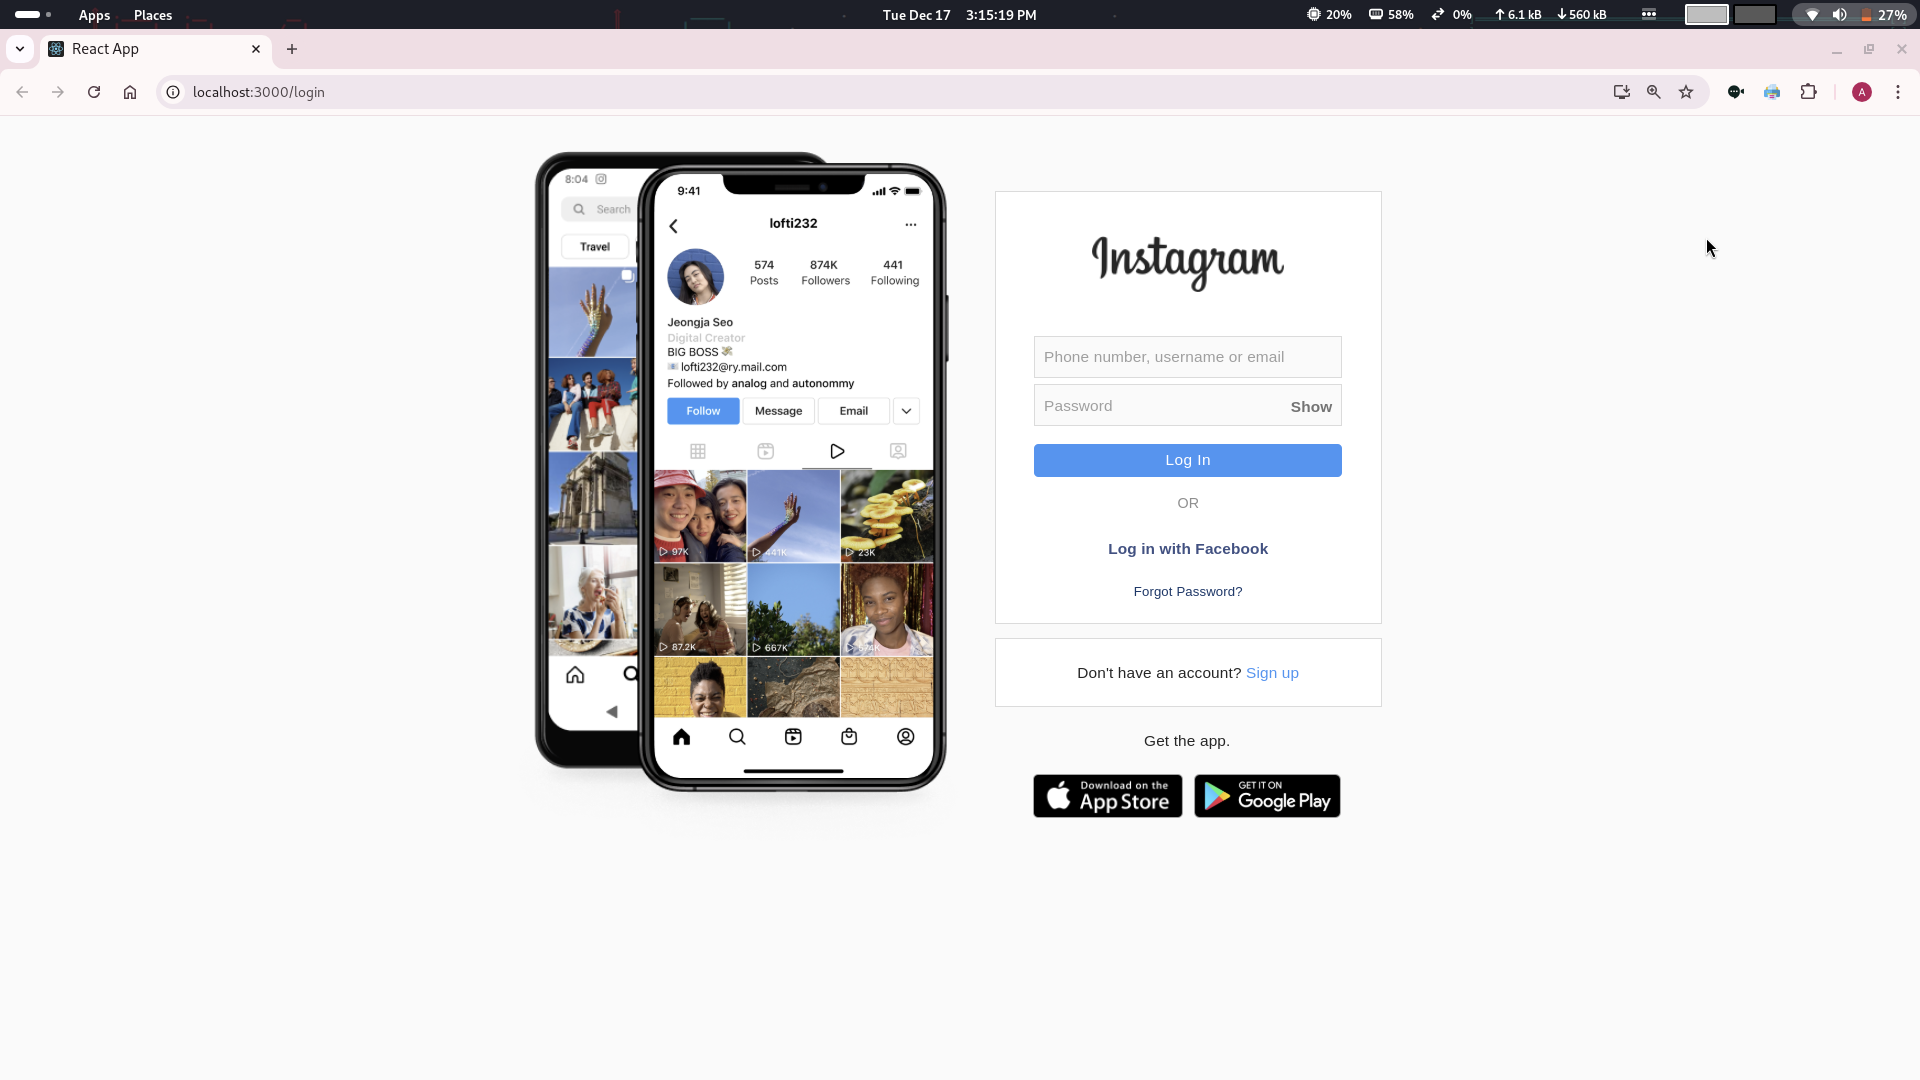 Apps Places Tue Dec 17 3:15:19 PM 20% 58% 0% 6.1 kB 560 kB 27%
React App
localhost:3000/login A
8:04
Search
Travel
9:41
lofti232
574 874K 441
Posts Followers Following
Jeongja Seo
Digital Creator
BIG BOSS
lofti232@ry.mail.com
Followed by analog and autonommy
Follow Message Email
97K 441K 23K
87.2K 667K
Instagram
Phone number, username or email
Password Show
Log In
OR
Log in with Facebook
Forgot Password?
Don't have an account? Sign up
Get the app.
Download on the App Store
GET IT ON Google Play